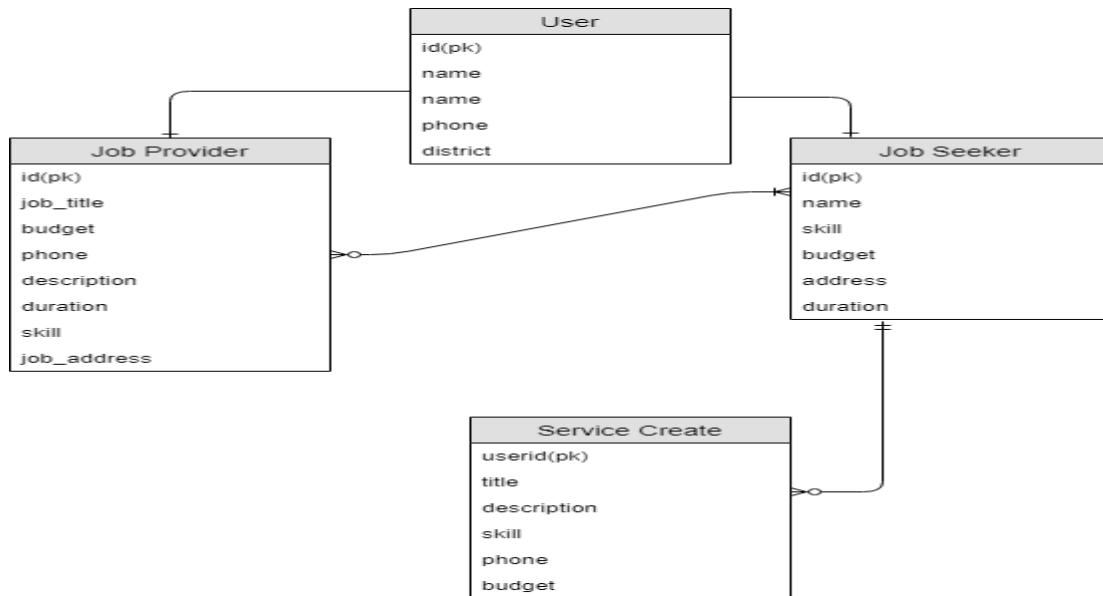 User
id(pk)
name
name
phone
district
Job Provider
id(pk)
job_title
budget
phone
description
duration
skill
job_address
Job Seeker
id(pk)
name
skill
budget
address
duration
Service Create
userid(pk)
title
description
skill
phone
budget